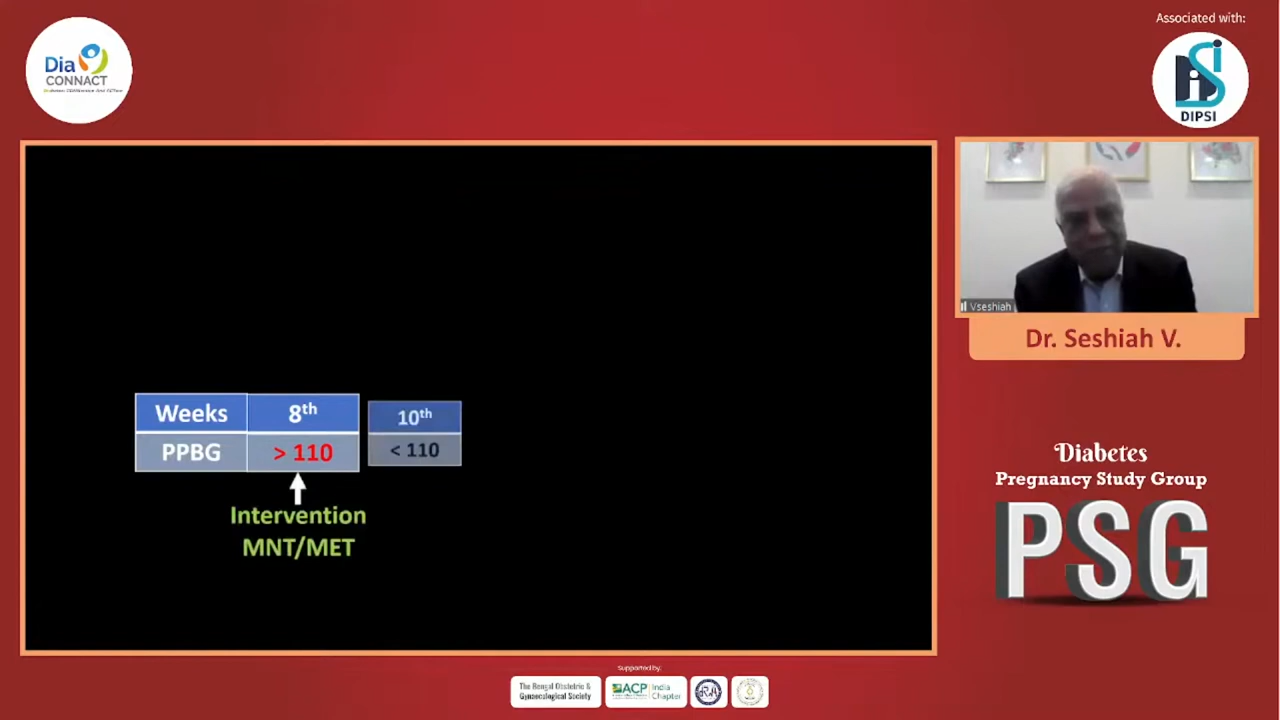 Associated with:
Dia
CONNACT
DIPSI
Weeks 8th 10th
PPBG > 110 < 110
Intervention
MNT/MET
Vseshiah
Dr. Seshiah V.
Diabetes
Pregnancy Study Group
PSG
Supported by:
The Bengal Obstetric &
Gynaecological Society
ACP India
Chapter